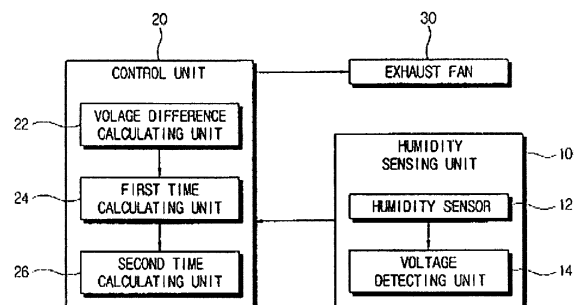 20
30
CONTROL UNIT
EXHAUST FAN
22
VOLAGE DIFFERENCE
CALCULATING UNIT
HUMIDITY
SENSING UNIT
10
24
FIRST TIME
CALCULATING UNIT
HUMIDITY SENSOR
12
26
SECOND TIME
CALCULATING UNIT
VOLTAGE
DETECTING UNIT
14